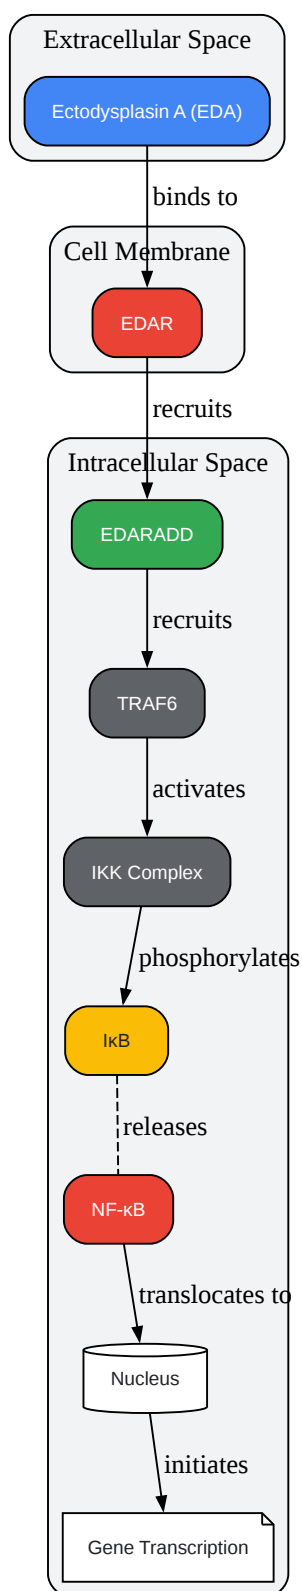 Extracellular Space
Ectodysplasin A (EDA)
binds to
Cell Membrane
EDAR
recruits
Intracellular Space
EDARADD
recruits
TRAF6
activates
IKK Complex
phosphorylates
IκB
releases
NF-κB
translocates to
Nucleus
initiates
Gene Transcription